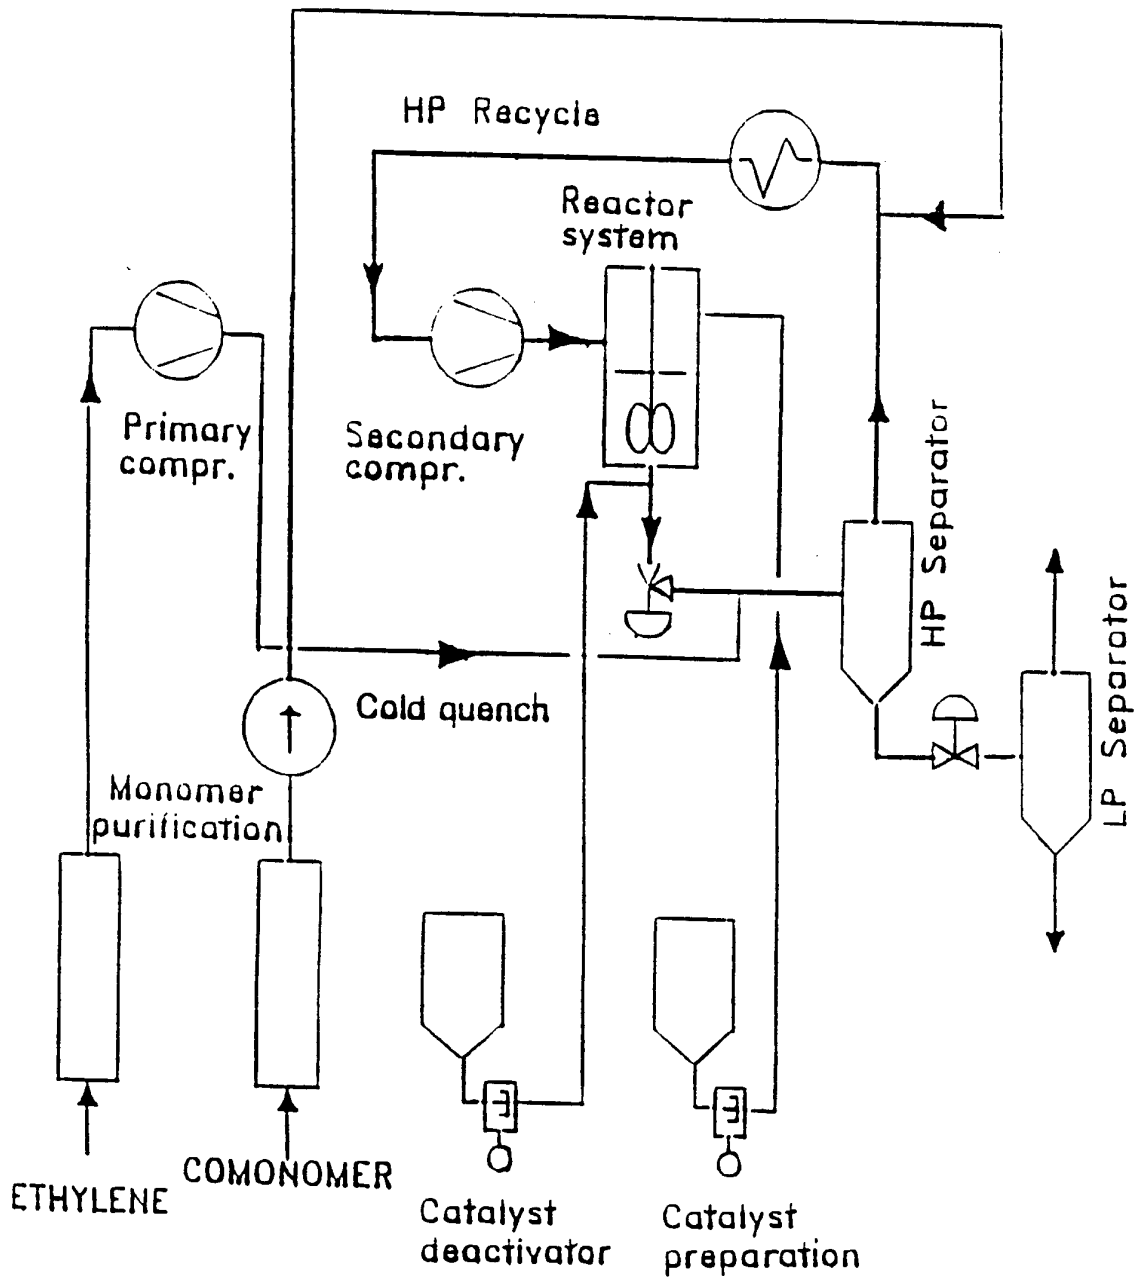 HP Recycle
Reactor
system
Primary
compr.
Secondary
compr.
HP Separator
LP Separator
Cold quench
Monomer
purification
ETHYLENE
COMONOMER
Catalyst
deactivator
Catalyst
preparation